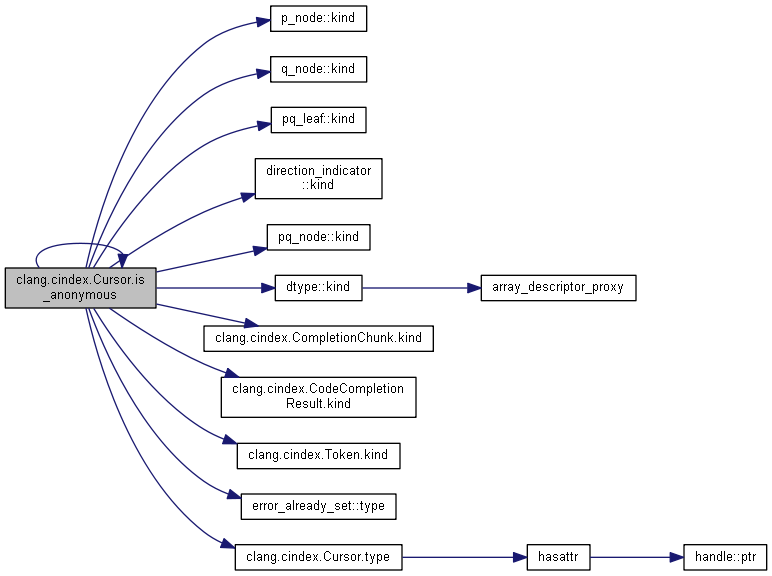 p_node::kind
q_node::kind
pq_leaf::kind
direction_indicator
::kind
pq_node::kind
clang.cindex.Cursor.is
_anonymous
dtype::kind
array_descriptor_proxy
clang.cindex.CompletionChunk.kind
clang.cindex.CodeCompletion
Result.kind
clang.cindex.Token.kind
error_already_set::type
clang.cindex.Cursor.type
hasattr
handle::ptr